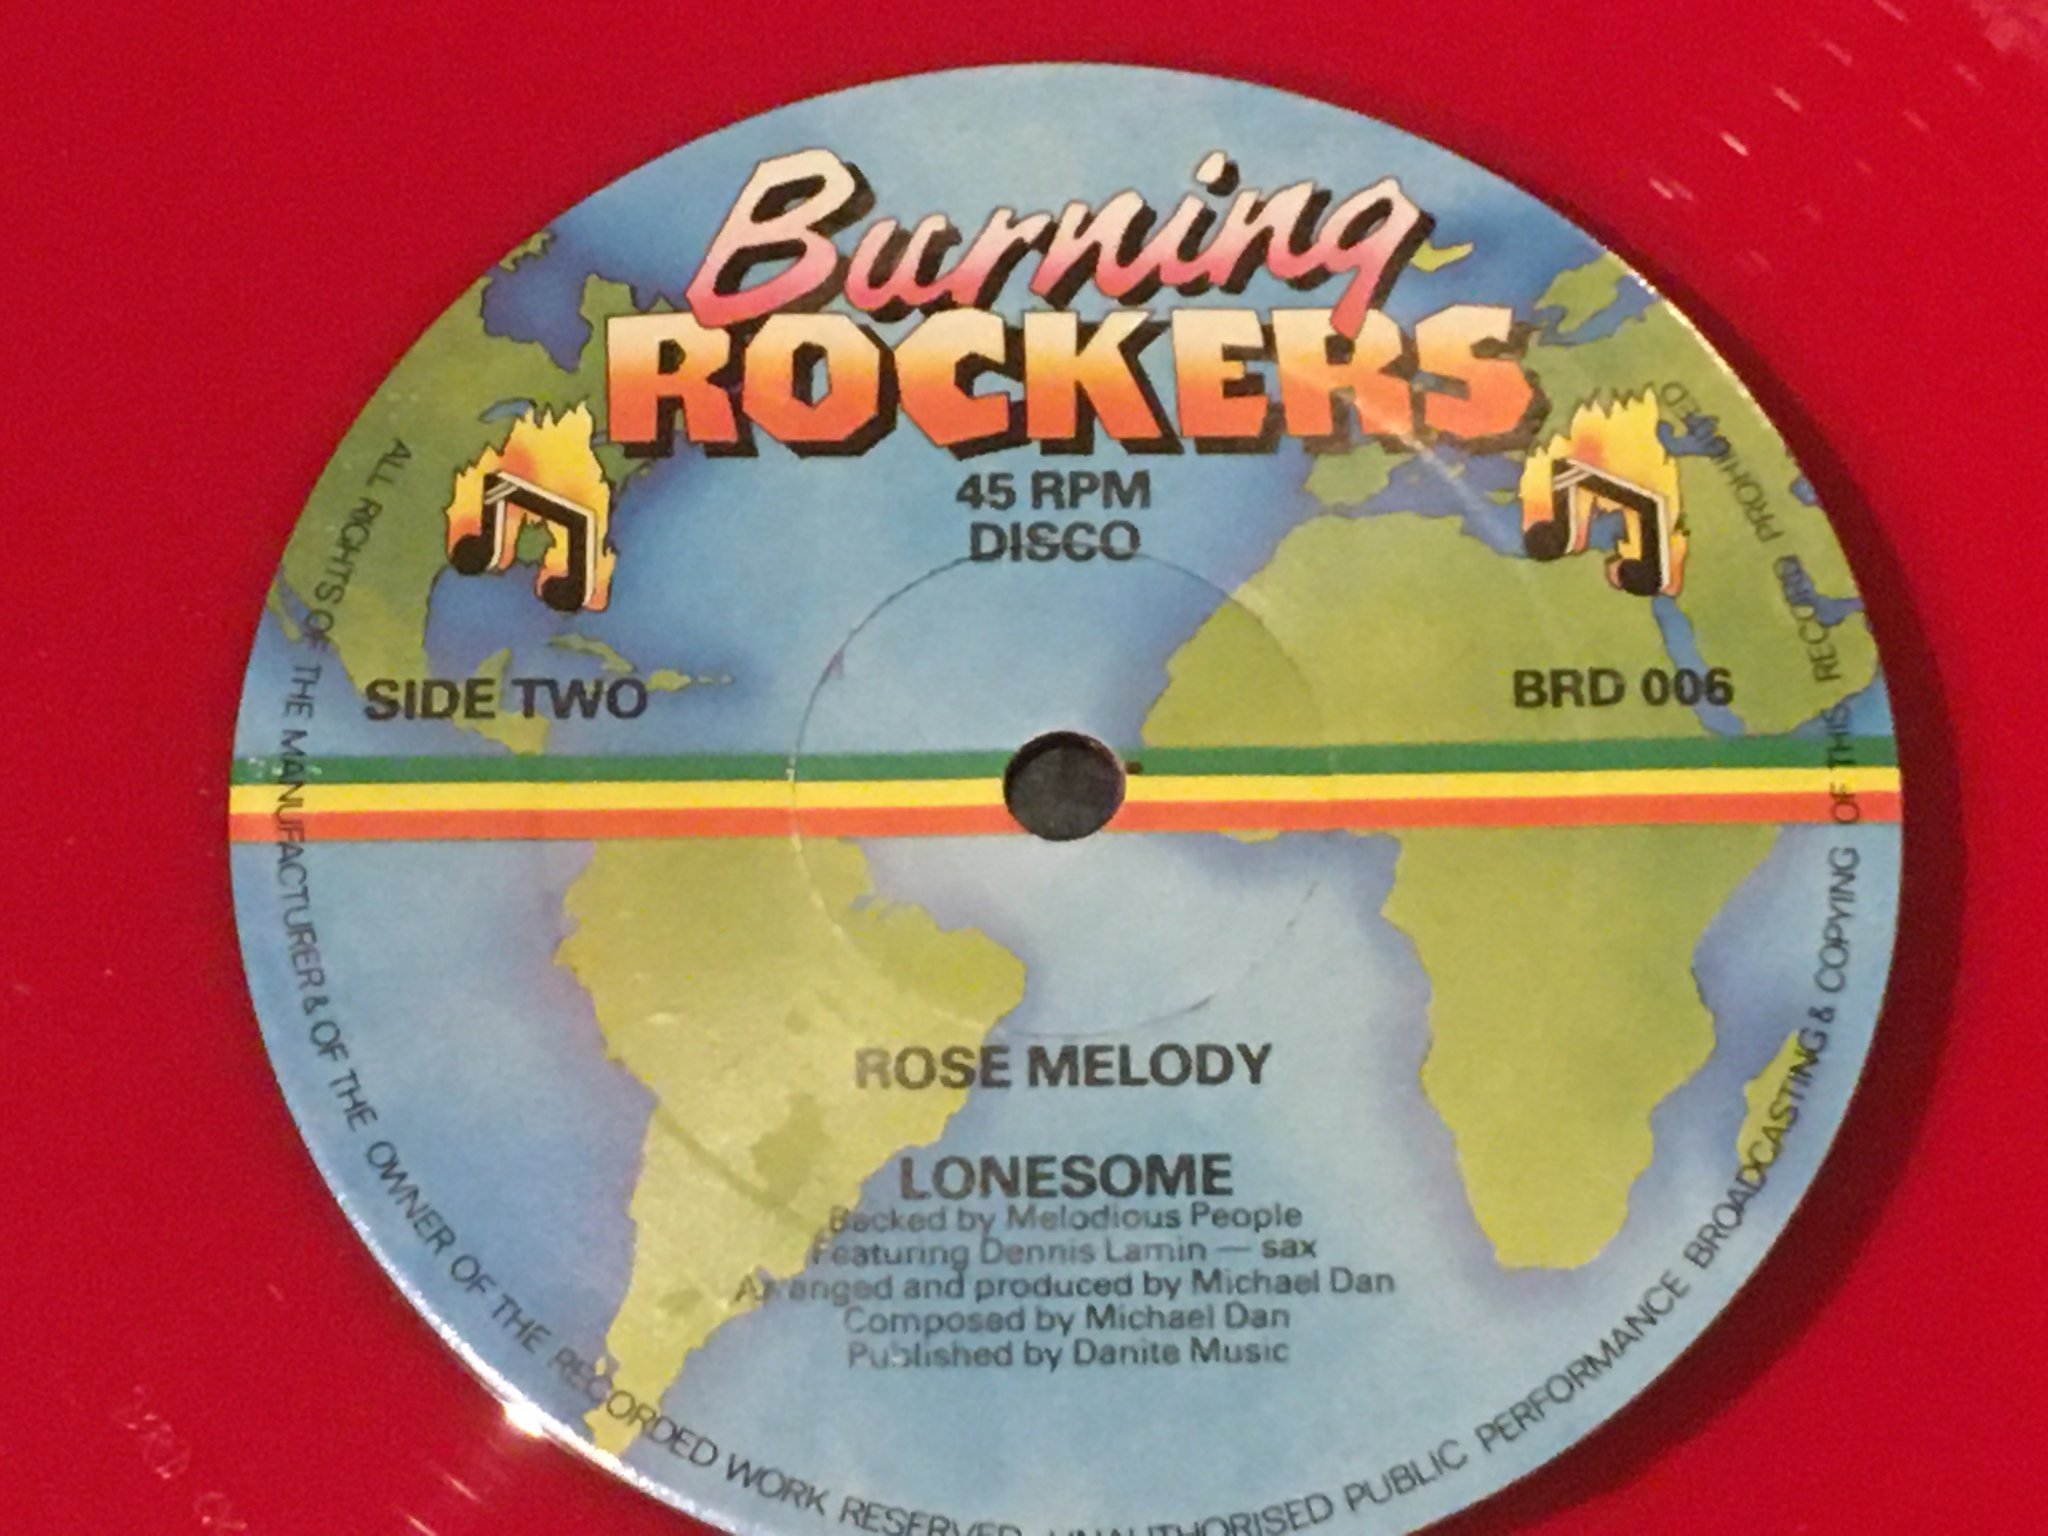 Burning
ROCKERS
45 RPM
DISCO
SIDE TWO
BRD 006
ROSE MELODY
LONESOME
Backed by Melodious People
Featuring Dennis Lamin — sax
Arranged and produced by Michael Dan
Composed by Michael Dan
Published by Danite Music
ALL RIGHTS OF THE MANUFACTURER & OF THE OWNER OF THE RECORDED WORK RESERVED UNAUTHORISED PUBLIC PERFORMANCE BROADCASTING & COPYING OF THIS RECORD PROHIBITED